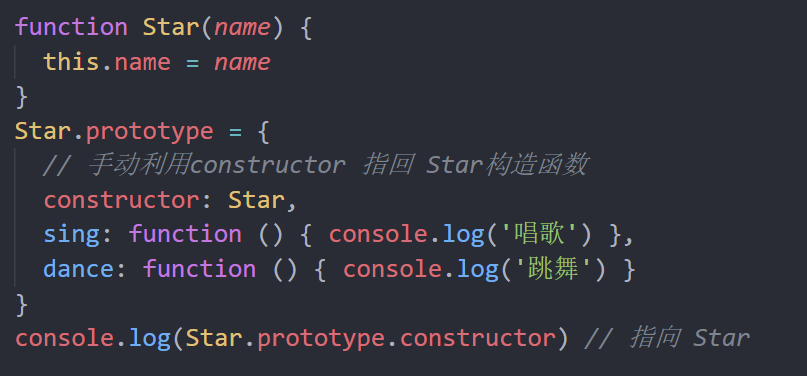 function Star(name) {
  this.name = name
}
Star.prototype = {
  // 手动利用constructor 指回 Star构造函数
  constructor: Star,
  sing: function () { console.log('唱歌') },
  dance: function () { console.log('跳舞') }
}
console.log(Star.prototype.constructor) // 指向 Star